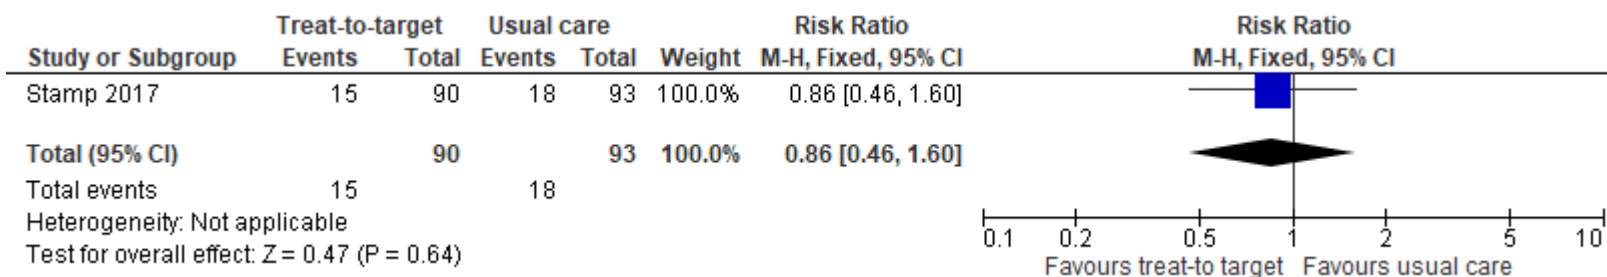 Treat-to-target Usual care Risk Ratio Risk Ratio
Study or Subgroup Events Total Events Total Weight M-H, Fixed, 95% CI M-H, Fixed, 95% CI
Stamp 2017 15 90 18 93 100.0% 0.86 [0.46, 1.60]
Total (95% CI) 90 93 100.0% 0.86 [0.46, 1.60]
Total events 15 18
Heterogeneity: Not applicable
Test for overall effect: Z = 0.47 (P = 0.64)
0.1 0.2 0.5 1 2 5 10
Favours treat-to target Favours usual care